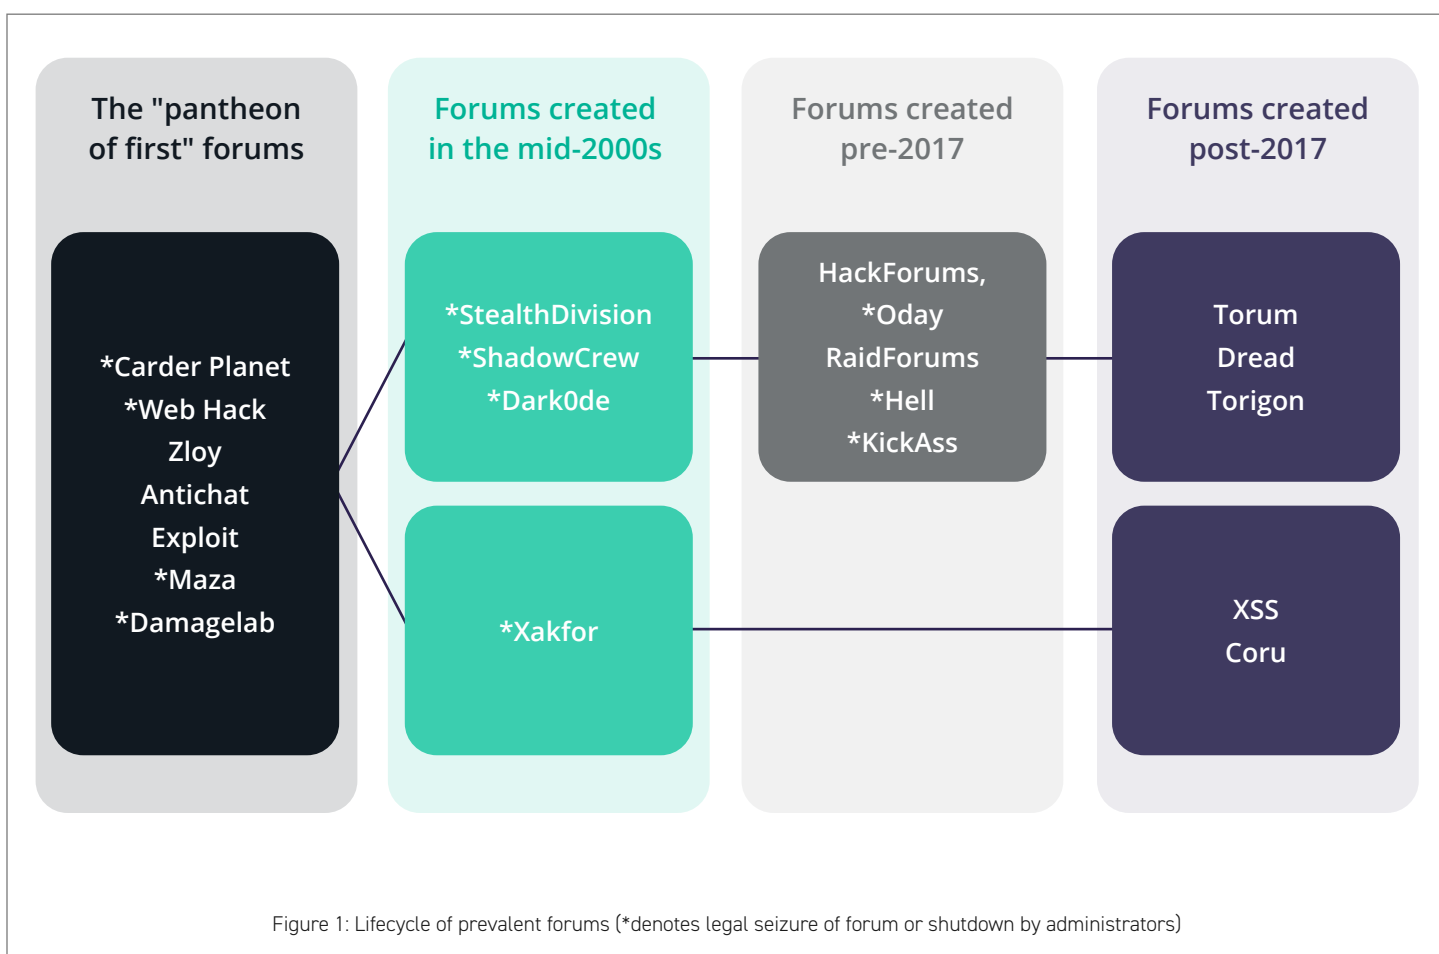 The "pantheon
of first" forums
*Carder Planet
*Web Hack
Zloy
Antichat
Exploit
*Maza
*Damagelab
Forums created
in the mid-2000s
*StealthDivision
*ShadowCrew
*Dark0de
*Xakfor
Forums created
pre-2017
HackForums,
*Oday
RaidForums
*Hell
*KickAss
Forums created
post-2017
Torum
Dread
Torigon
XSS
Coru
Figure 1: Lifecycle of prevalent forums (*denotes legal seizure of forum or shutdown by administrators)